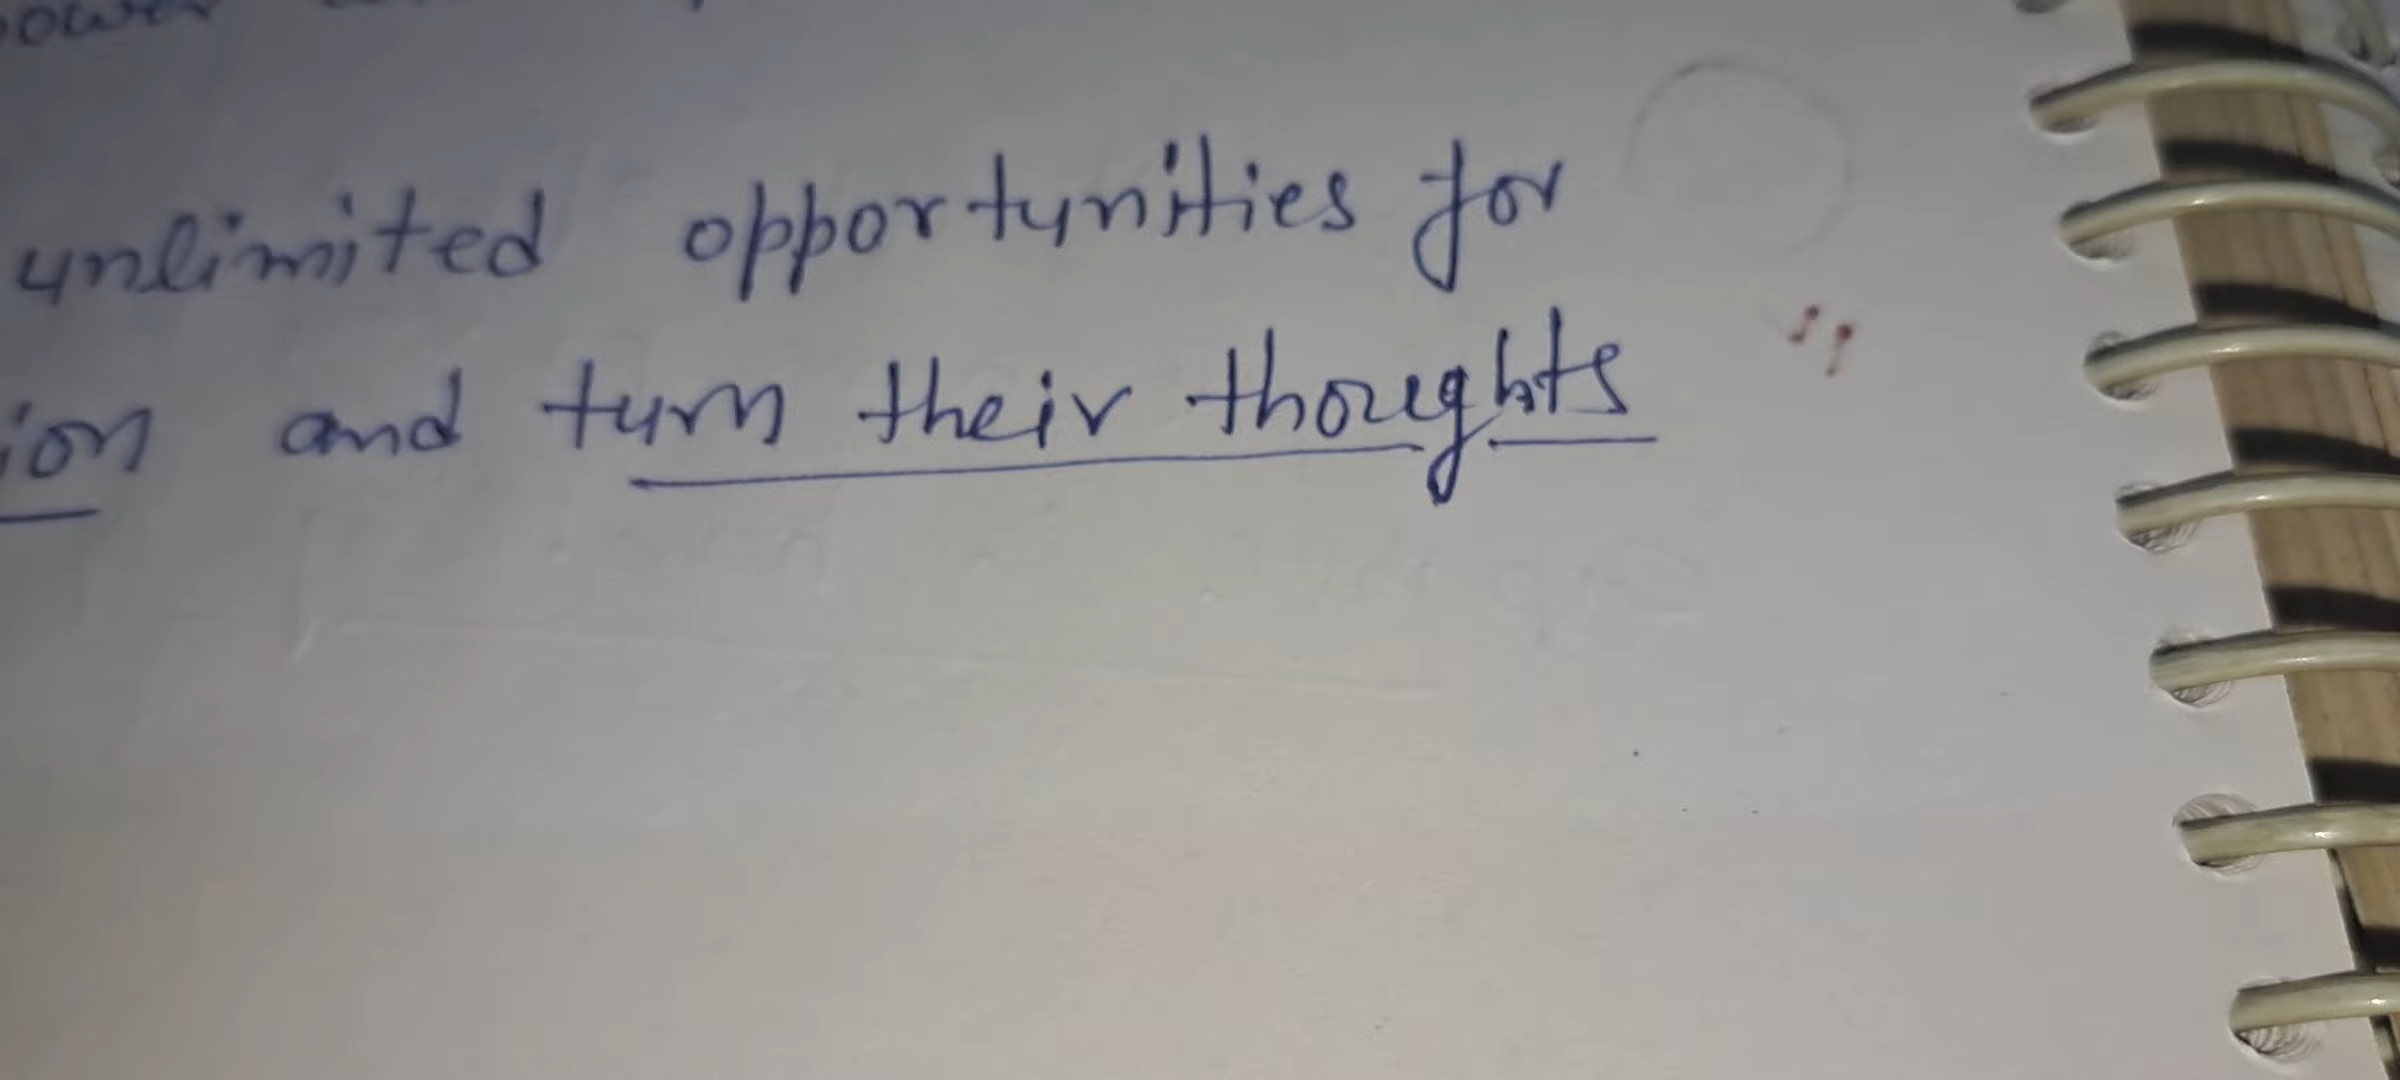 unlimited opportunities for
ion and turn their thoughts "